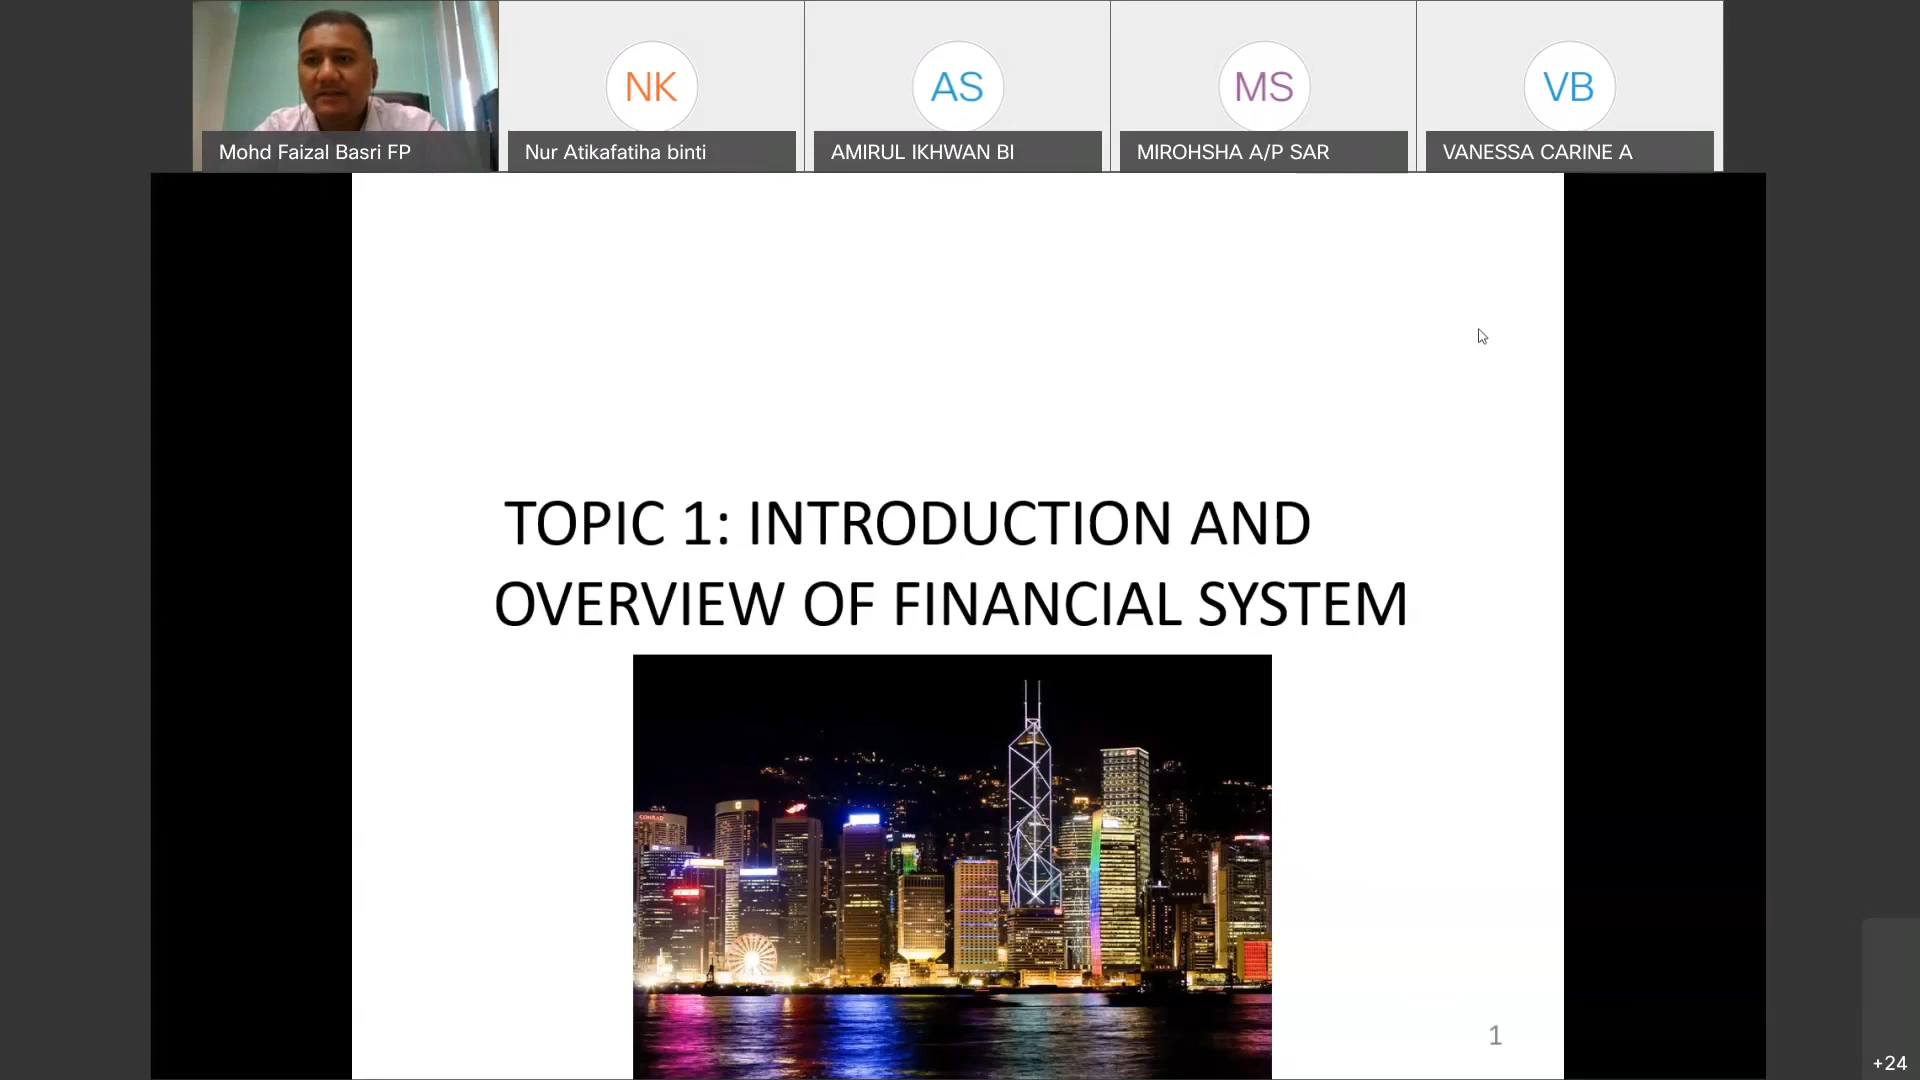 NK
AS
MS
VB
Mohd Faizal Basri FP
Nur Atikafatiha binti
AMIRUL IKHWAN BI
MIROHSHA A/P SAR
VANESSA CARINE A
TOPIC 1: INTRODUCTION AND
OVERVIEW OF FINANCIAL SYSTEM
CONRAD
1
+24